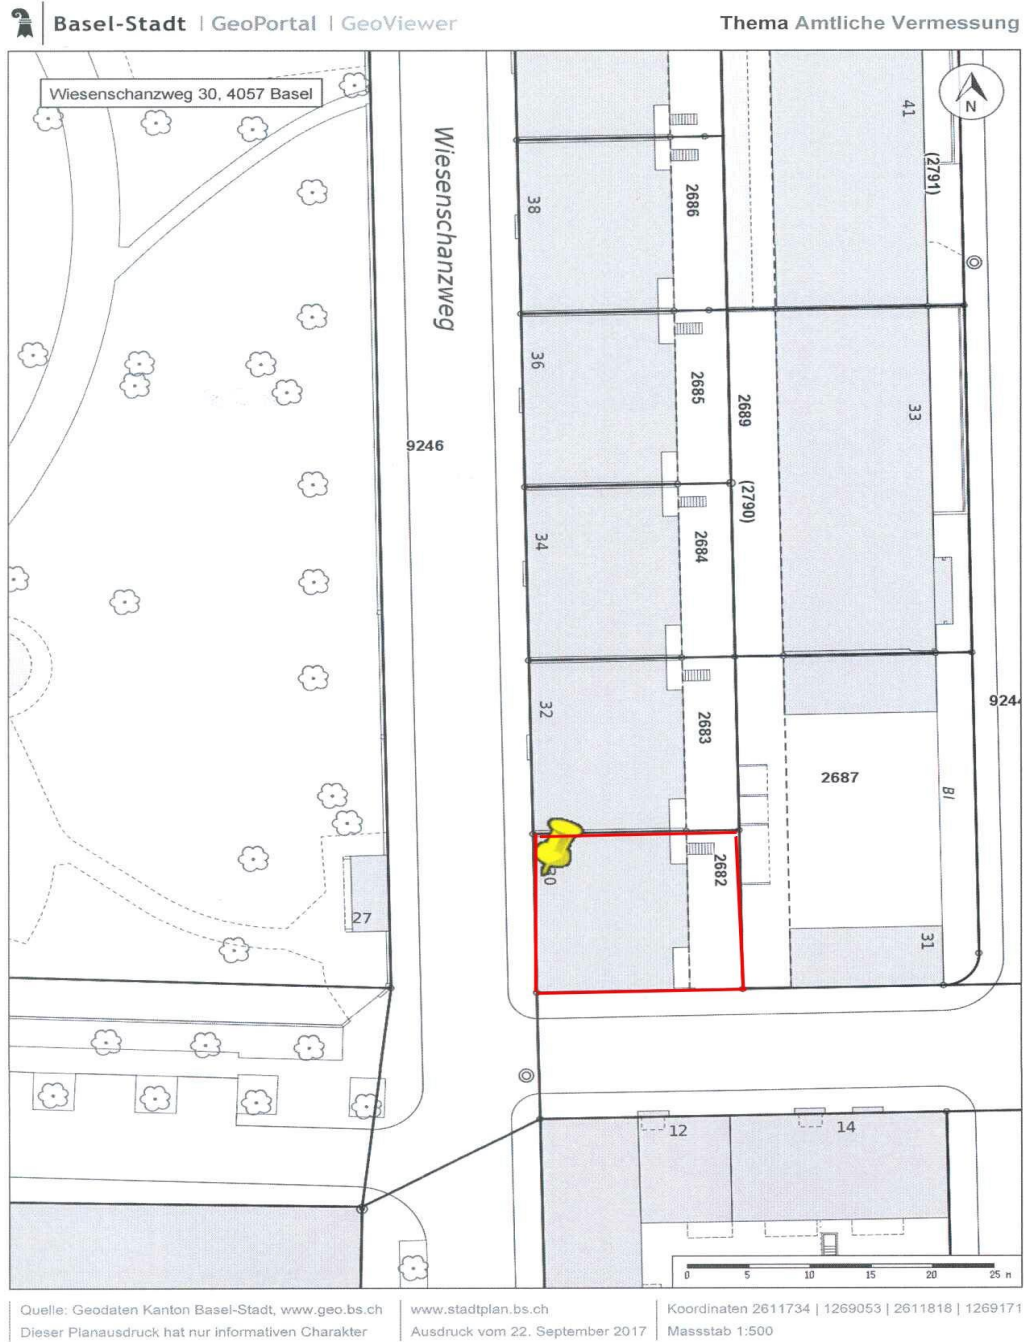 Basel-Stadt | GeoPortal | GeoViewer
Thema Amtliche Vermessung
Wiesenschanzweg 30, 4057 Basel
N
41
(2791)
Wiesenschanzweg
38
2686
36
2685
2689
33
9246
(2790)
34
2684
32
2683
9244
2687
BI
30
2682
27
31
12
14
0 5 10 15 20 25 m
Quelle: Geodaten Kanton Basel-Stadt, www.geo.bs.ch
Dieser Planausdruck hat nur informativen Charakter
www.stadtplan.bs.ch
Ausdruck vom 22. September 2017
Koordinaten 2611734 | 1269053 | 2611818 | 1269171
Massstab 1:500